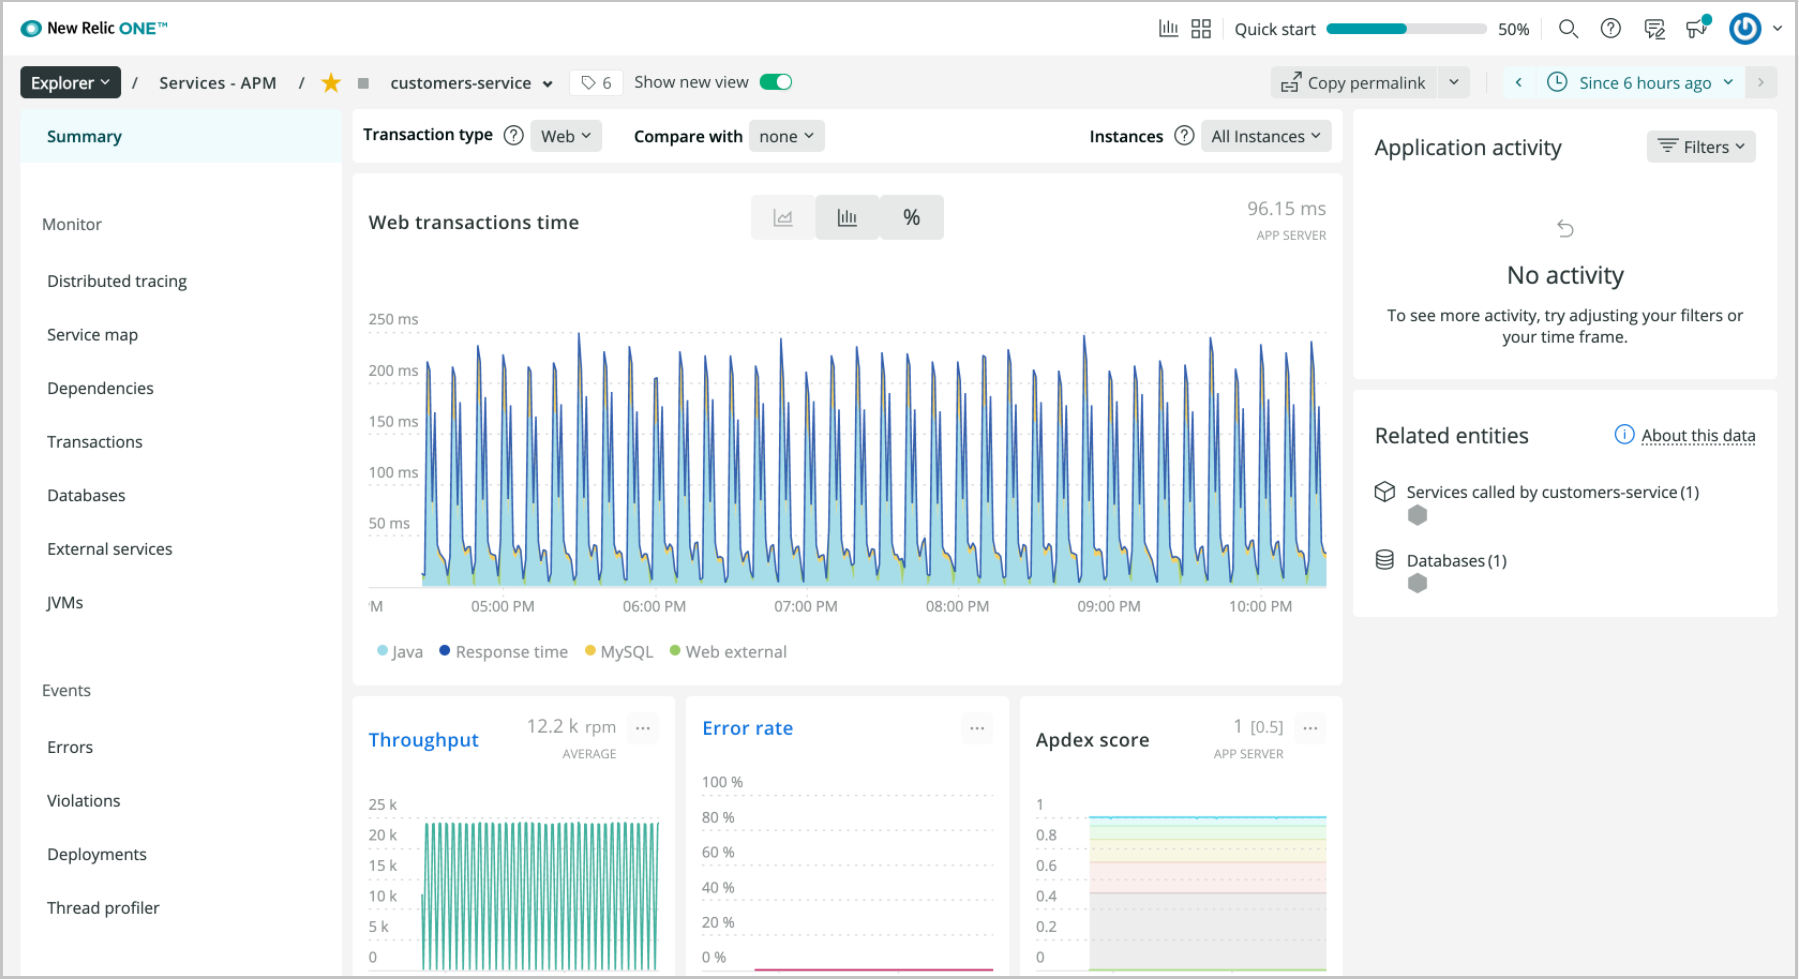 New Relic ONE™
Quick start 50%
Explorer / Services - APM / customers-service 6 Show new view
Copy permalink Since 6 hours ago
Summary
Monitor
Distributed tracing
Service map
Dependencies
Transactions
Databases
External services
JVMs
Events
Errors
Violations
Deployments
Thread profiler
Transaction type ? Web Compare with none Instances ? All Instances
Web transactions time
%
96.15 ms
APP SERVER
250 ms
200 ms
150 ms
100 ms
50 ms
PM 05:00 PM 06:00 PM 07:00 PM 08:00 PM 09:00 PM 10:00 PM
Java Response time MySQL Web external
Throughput
12.2 k rpm
AVERAGE
25 k
20 k
15 k
10 k
5 k
0
Error rate
100 %
80 %
60 %
40 %
20 %
0 %
Apdex score
1 [0.5]
APP SERVER
1
0.8
0.6
0.4
0.2
0
Application activity
Filters
No activity
To see more activity, try adjusting your filters or
your time frame.
Related entities
About this data
Services called by customers-service (1)
Databases (1)